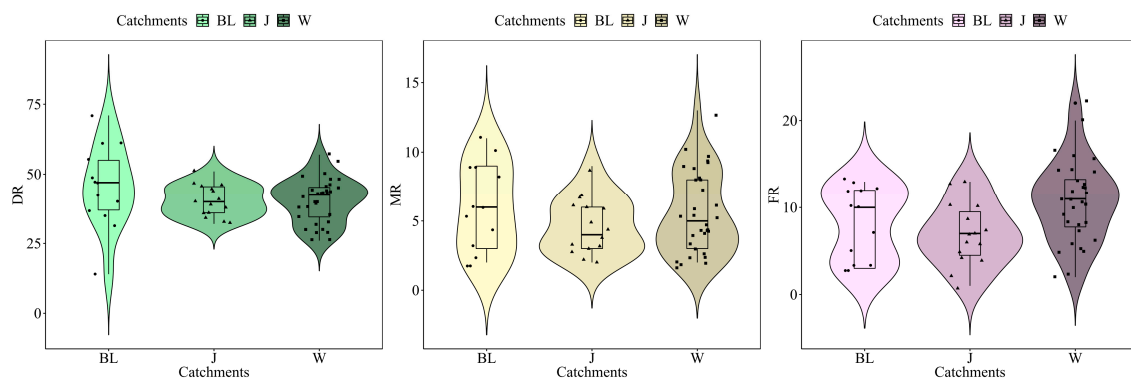 Catchments BL J W
75
50
25
0
DR
BL J W
Catchments
Catchments BL J W
15
10
5
0
MR
BL J W
Catchments
Catchments BL J W
20
10
0
FR
BL J W
Catchments